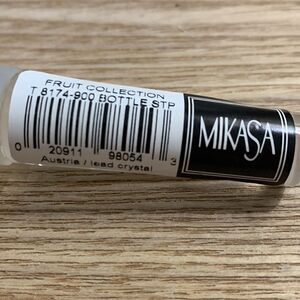 FRUIT COLLECTION
T 8174-900 BOTTLE STP
0 20911 98054 3
Austria / lead crystal
MIKASA